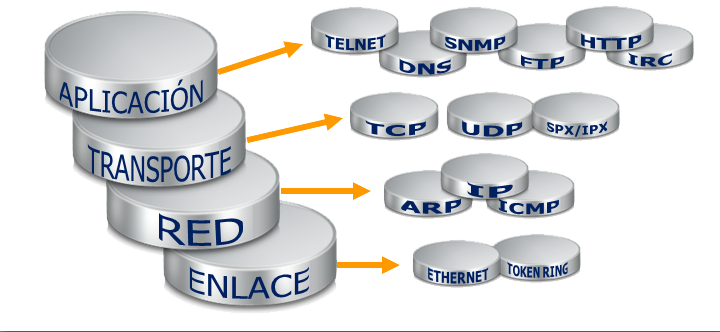 APLICACIÓN
TELNET
DNS
SNMP
FTP
HTTP
IRC
TRANSPORTE
TCP
UDP
SPX/IPX
RED
ARP
IP
ICMP
ENLACE
ETHERNET
TOKEN RING